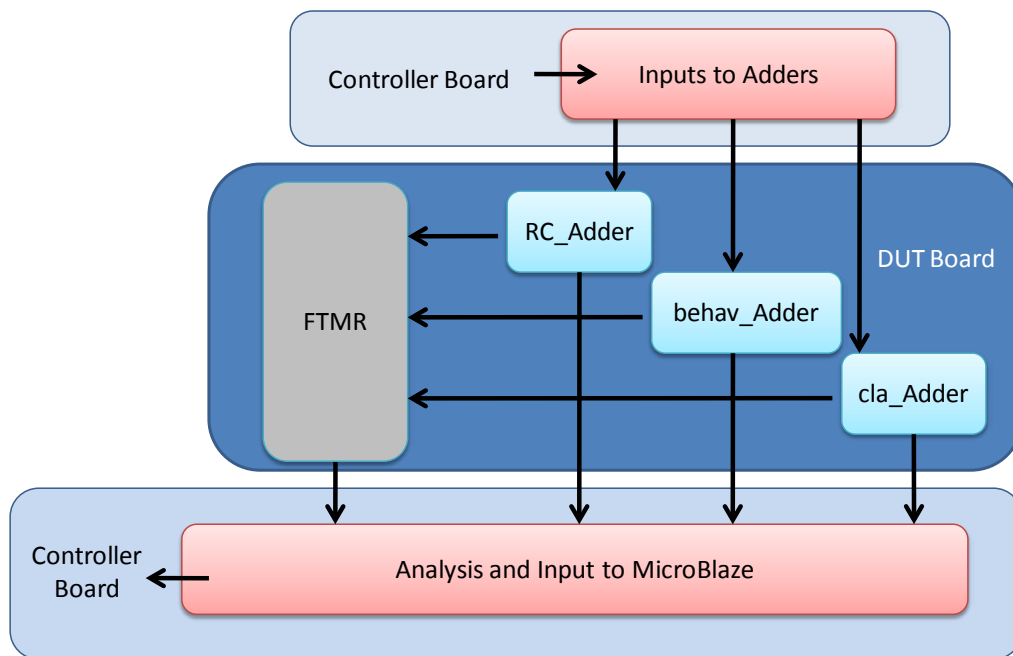 Controller Board
Inputs to Adders
RC_Adder
DUT Board
behav_Adder
FTMR
cla_Adder
Controller
Board
Analysis and Input to MicroBlaze